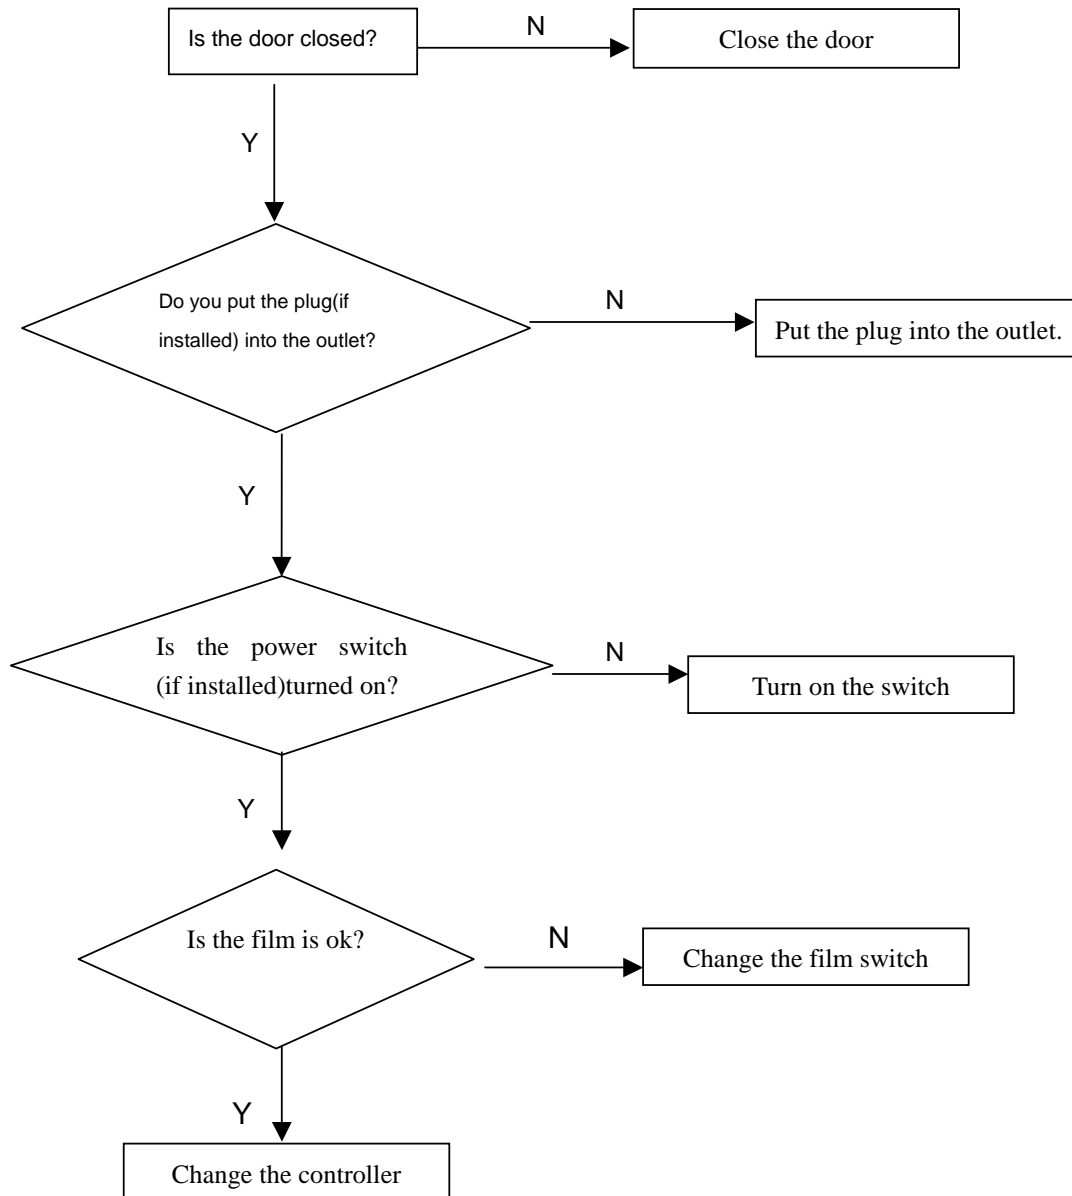 Is the door closed?
N
Close the door
Y
Do you put the plug(if
installed) into the outlet?
N
Put the plug into the outlet.
Y
Is the power switch
(if installed)turned on?
N
Turn on the switch
Y
Is the film is ok?
N
Change the film switch
Y
Change the controller